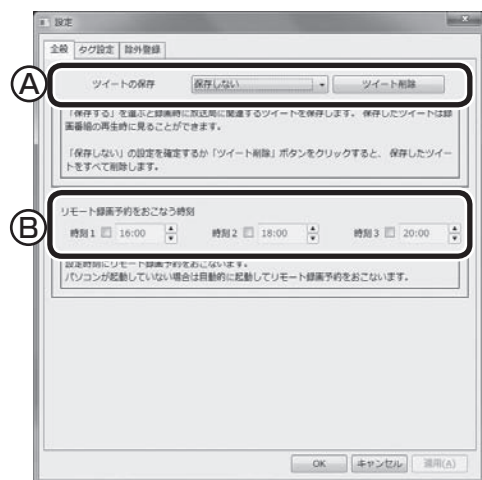 設定
全般 タグ設定 除外登録
Ⓐ
ツイートの保存 保存しない ツイート削除
「保存する」を選ぶと録画時に放送局に関連するツイートを保存します。 保存したツイートは録
画番組の再生時に見ることができます。
「保存しない」の設定を確定するか「ツイート削除」ボタンをクリックすると、 保存したツイー
トをすべて削除します。
Ⓑ
リモート録画予約をおこなう時刻
時刻1 16:00 時刻2 18:00 時刻3 20:00
設定時刻にリモート録画予約をおこないます。
パソコンが起動していない場合は自動的に起動してリモート録画予約をおこないます。
OK キャンセル 適用(A)